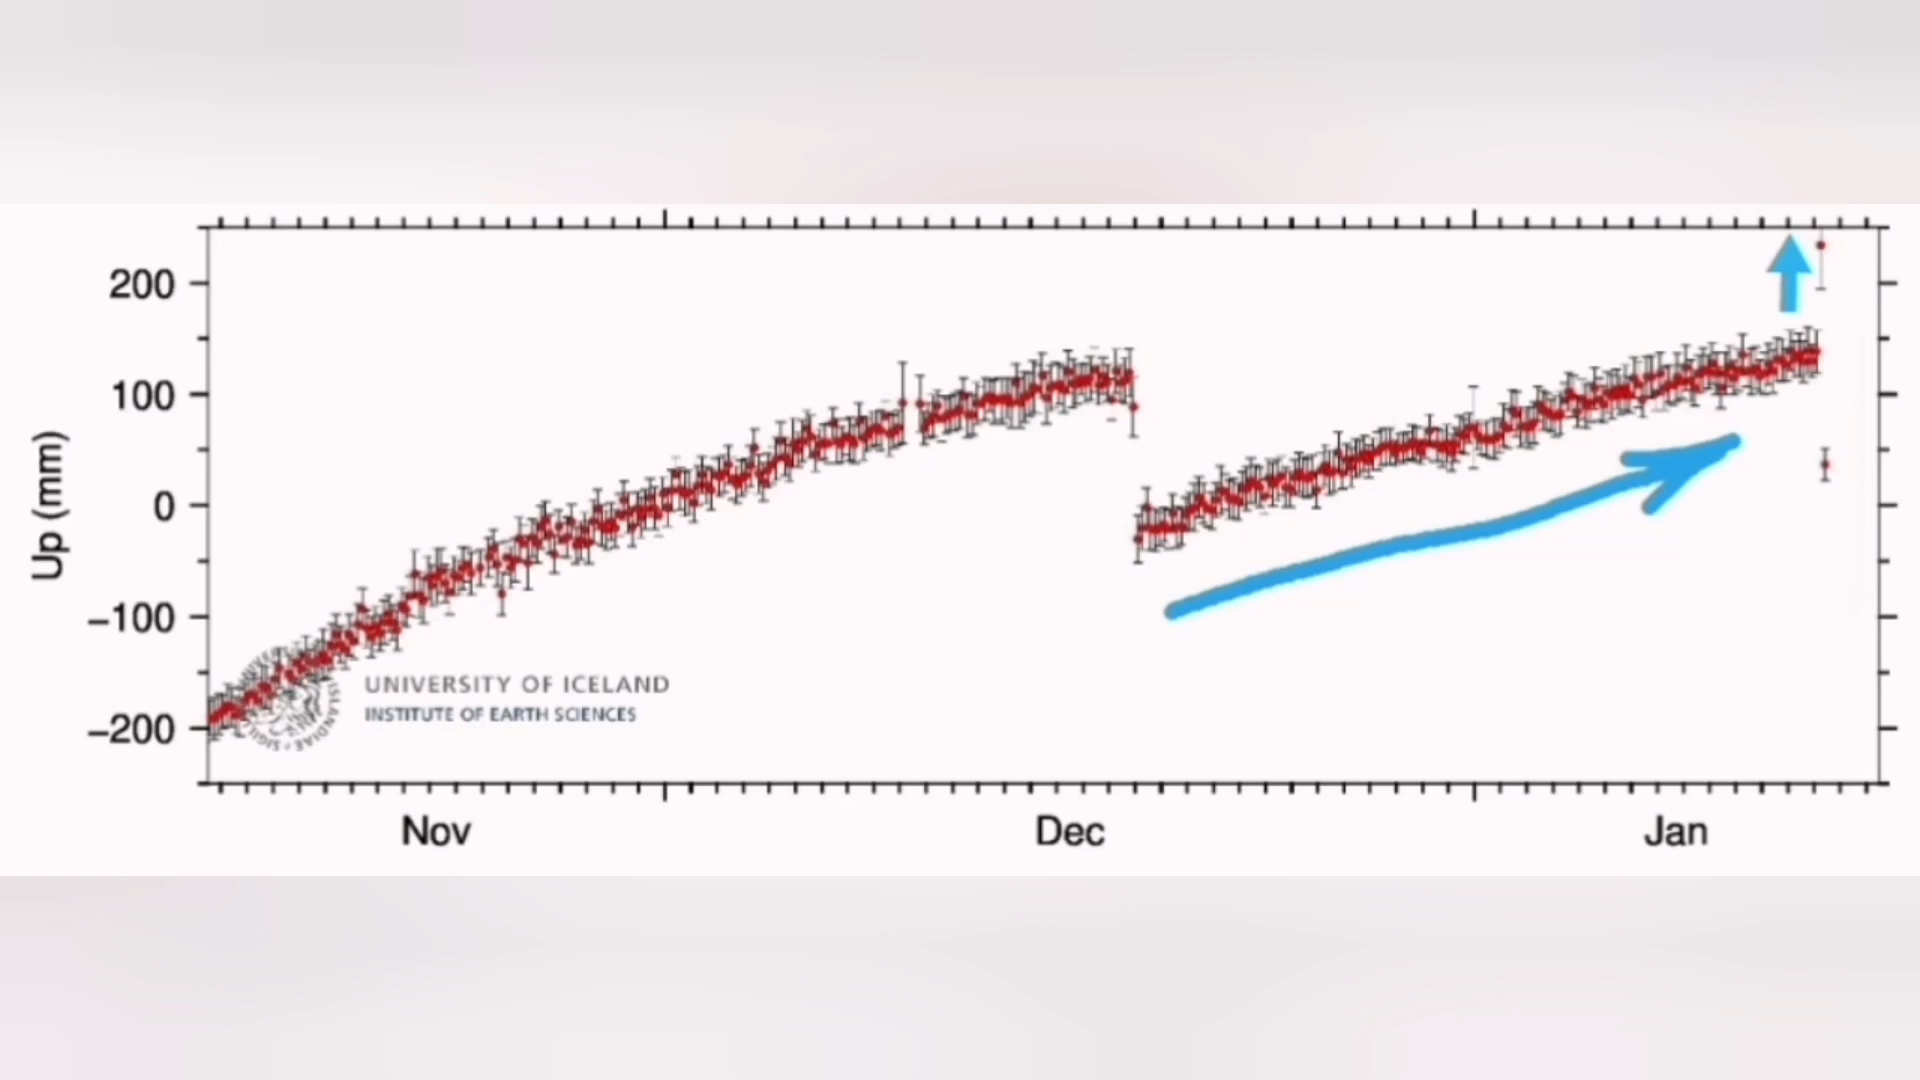 200
100
0
−100
−200
Up (mm)
UNIVERSITY OF ICELAND
INSTITUTE OF EARTH SCIENCES
Nov
Dec
Jan